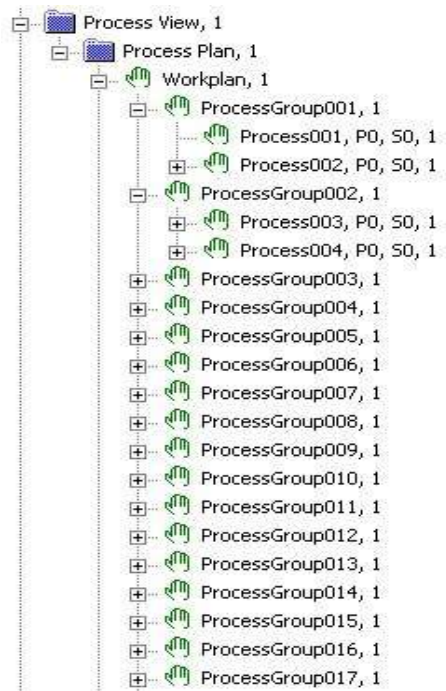 Process View, 1
Process Plan, 1
Workplan, 1
ProcessGroup001, 1
Process001, P0, S0, 1
Process002, P0, S0, 1
ProcessGroup002, 1
Process003, P0, S0, 1
Process004, P0, S0, 1
ProcessGroup003, 1
ProcessGroup004, 1
ProcessGroup005, 1
ProcessGroup006, 1
ProcessGroup007, 1
ProcessGroup008, 1
ProcessGroup009, 1
ProcessGroup010, 1
ProcessGroup011, 1
ProcessGroup012, 1
ProcessGroup013, 1
ProcessGroup014, 1
ProcessGroup015, 1
ProcessGroup016, 1
ProcessGroup017, 1